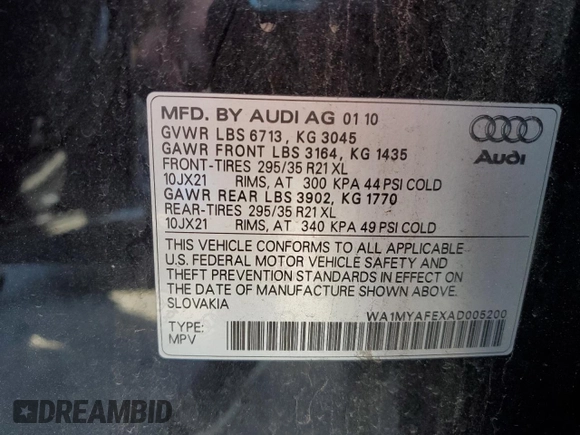 MFD. BY AUDI AG 01 10
GVWR LBS 6713, KG 3045
GAWR FRONT LBS 3164, KG 1435
FRONT-TIRES 295/35 R21 XL
10JX21 RIMS, AT 300 KPA 44 PSI COLD
GAWR REAR LBS 3902, KG 1770
REAR-TIRES 295/35 R21 XL
10JX21 RIMS, AT 340 KPA 49 PSI COLD
THIS VEHICLE CONFORMS TO ALL APPLICABLE
U.S. FEDERAL MOTOR VEHICLE SAFETY AND
THEFT PREVENTION STANDARDS IN EFFECT ON
THE DATE OF MANUFACTURE SHOWN ABOVE.
SLOVAKIA
WA1MYAFEXAD005200
TYPE:
MPV
Audi
DREAMBID